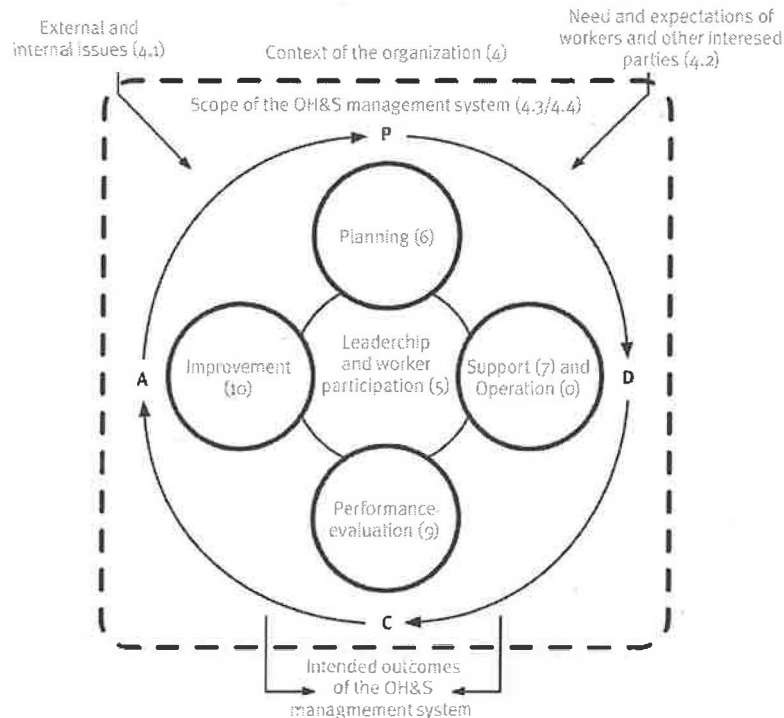 External and
internal issues (4.1)
Context of the organization (4)
Need and expectations of
workers and other interesed
parties (4.2)
Scope of the OH&S management system (4.3/4.4)
P
Planning (6)
A
Improvement
(10)
Leaderchip
and worker
participation (5)
Support (7) and
Operation (0)
D
Performance
evaluation (9)
C
Intended outcomes
of the OH&S
managmement system